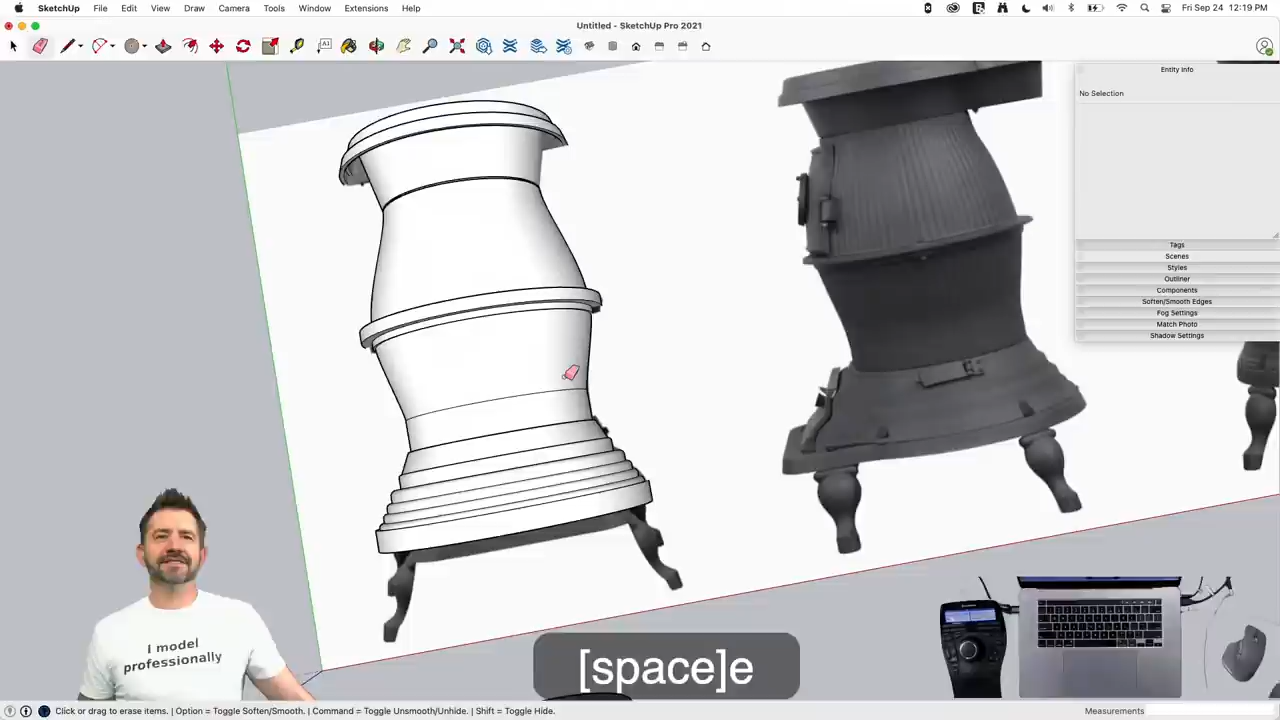 SketchUp File Edit View Draw Camera Tools Window Extensions Help
Fri Sep 24 12:19 PM
Untitled - SketchUp Pro 2021
Entity Info
No Selection
Tags
Scenes
Styles
Outliner
Components
Soften/Smooth Edges
Fog Settings
Match Photo
Shadow Settings
I model
professionally
[space]e
Click or drag to erase items. | Option = Toggle Soften/Smooth. | Command = Toggle Unsmooth/Unhide. | Shift = Toggle Hide.
Measurements